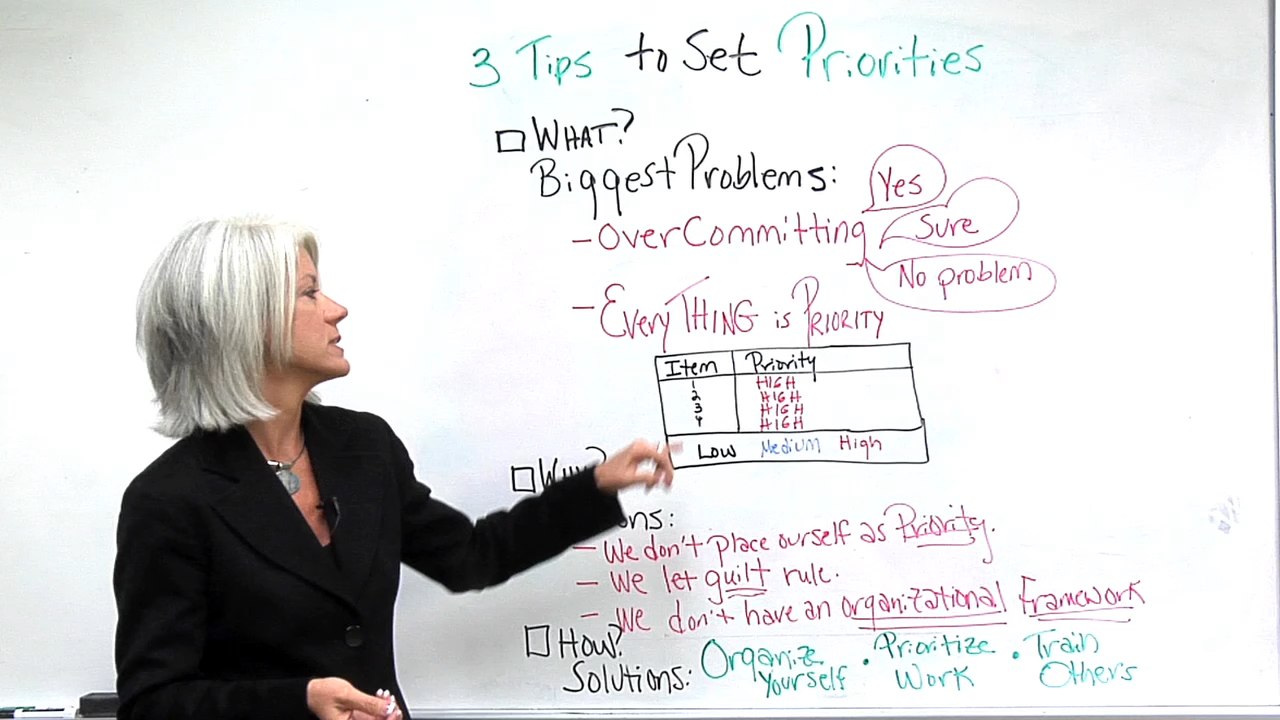 3 Tips to Set Priorities
WHAT?
Biggest Problems:
Yes
- OverCommitting
Sure
No problem
- EveryTHING is PRIORITY
Item Priority
1 HIGH
2 HIGH
3 HIGH
4 HIGH
Low Medium High
ons:
- We don't place ourself as Priority.
- We let guilt rule.
- We don't have an organizational Framework
How?
Solutions: Organize Yourself • Prioritize Work • Train Others